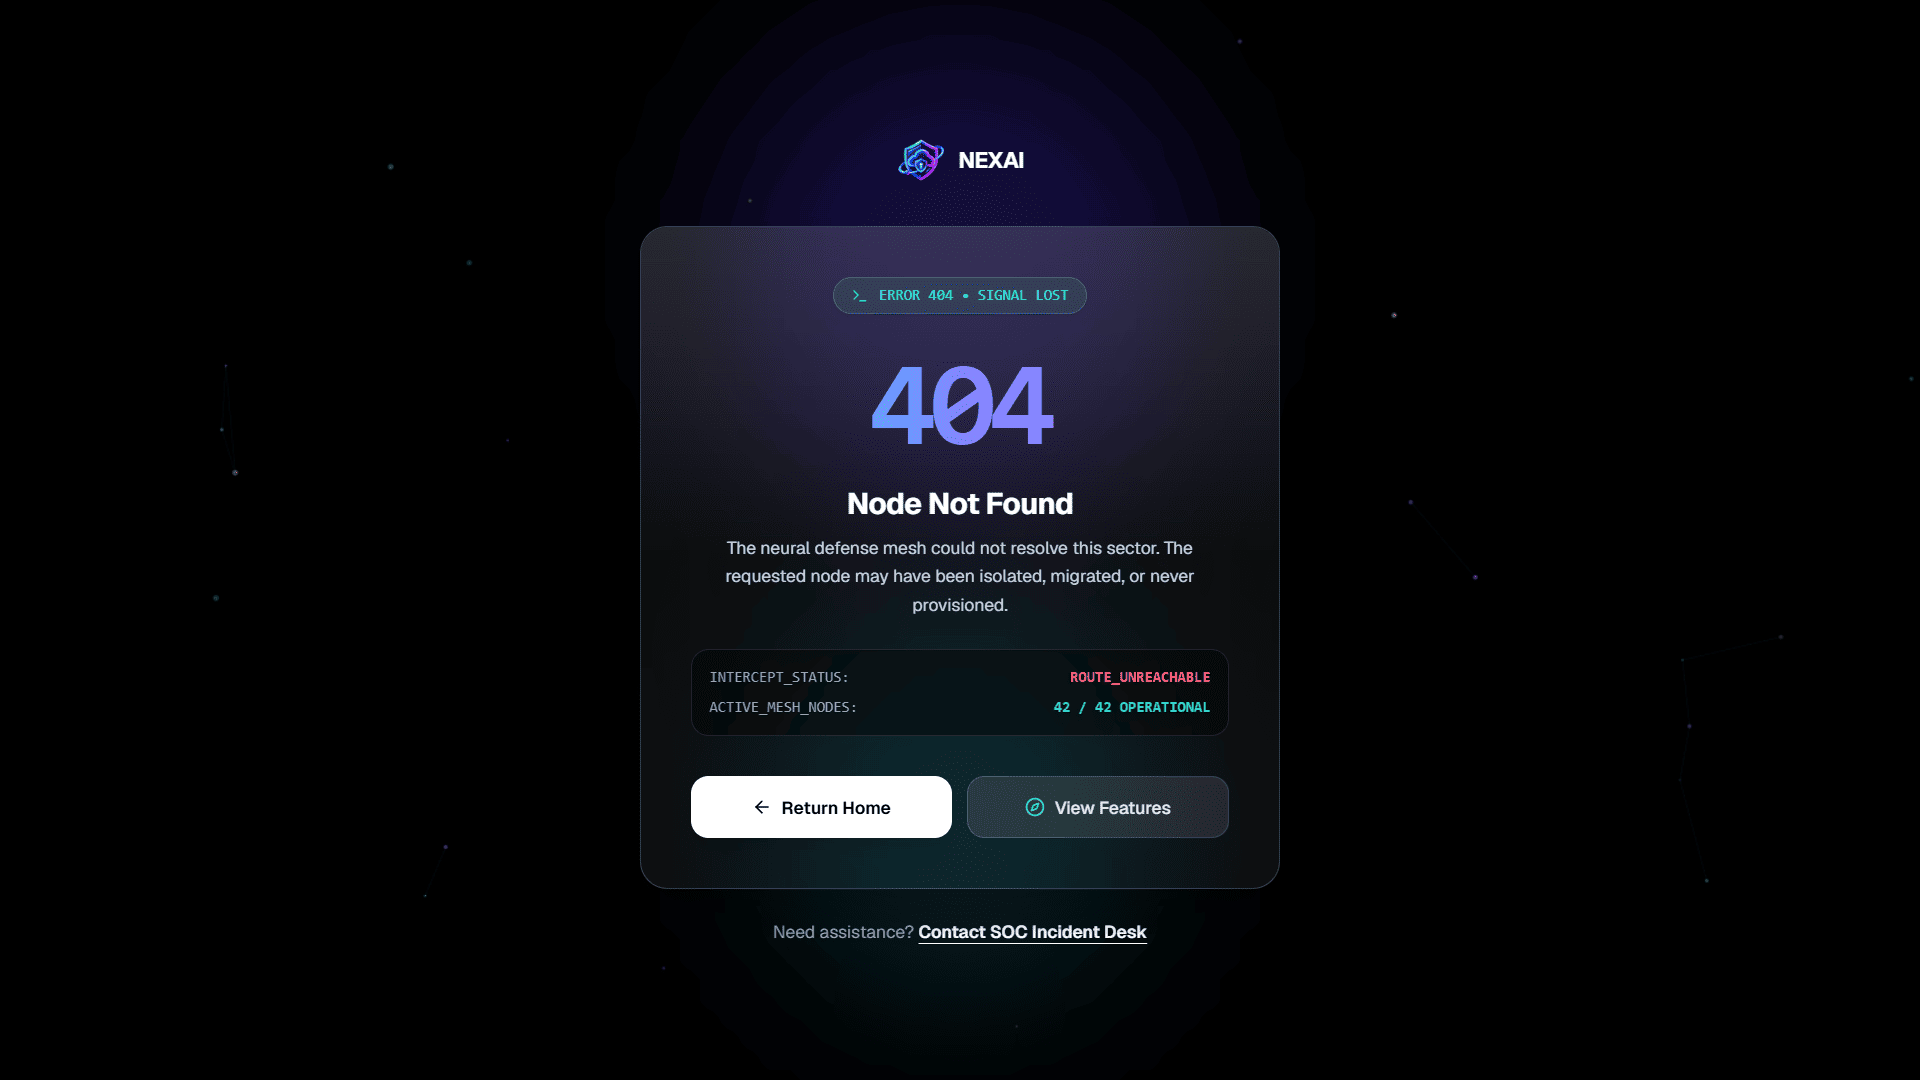 NEXAI
>_ ERROR 404 • SIGNAL LOST
404
Node Not Found
The neural defense mesh could not resolve this sector. The
requested node may have been isolated, migrated, or never
provisioned.
INTERCEPT_STATUS: ROUTE_UNREACHABLE
ACTIVE_MESH_NODES: 42 / 42 OPERATIONAL
Return Home
View Features
Need assistance? Contact SOC Incident Desk